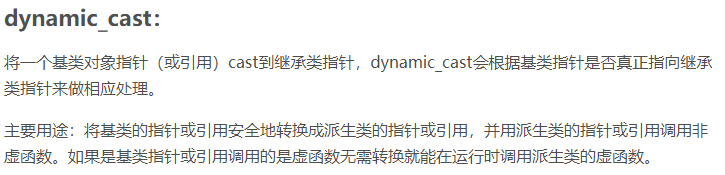 dynamic_cast：
将一个基类对象指针（或引用）cast到继承类指针，dynamic_cast会根据基类指针是否真正指向继承
类指针来做相应处理。
主要用途：将基类的指针或引用安全地转换成派生类的指针或引用，并用派生类的指针或引用调用非
虚函数。如果是基类指针或引用调用的是虚函数无需转换就能在运行时调用派生类的虚函数。